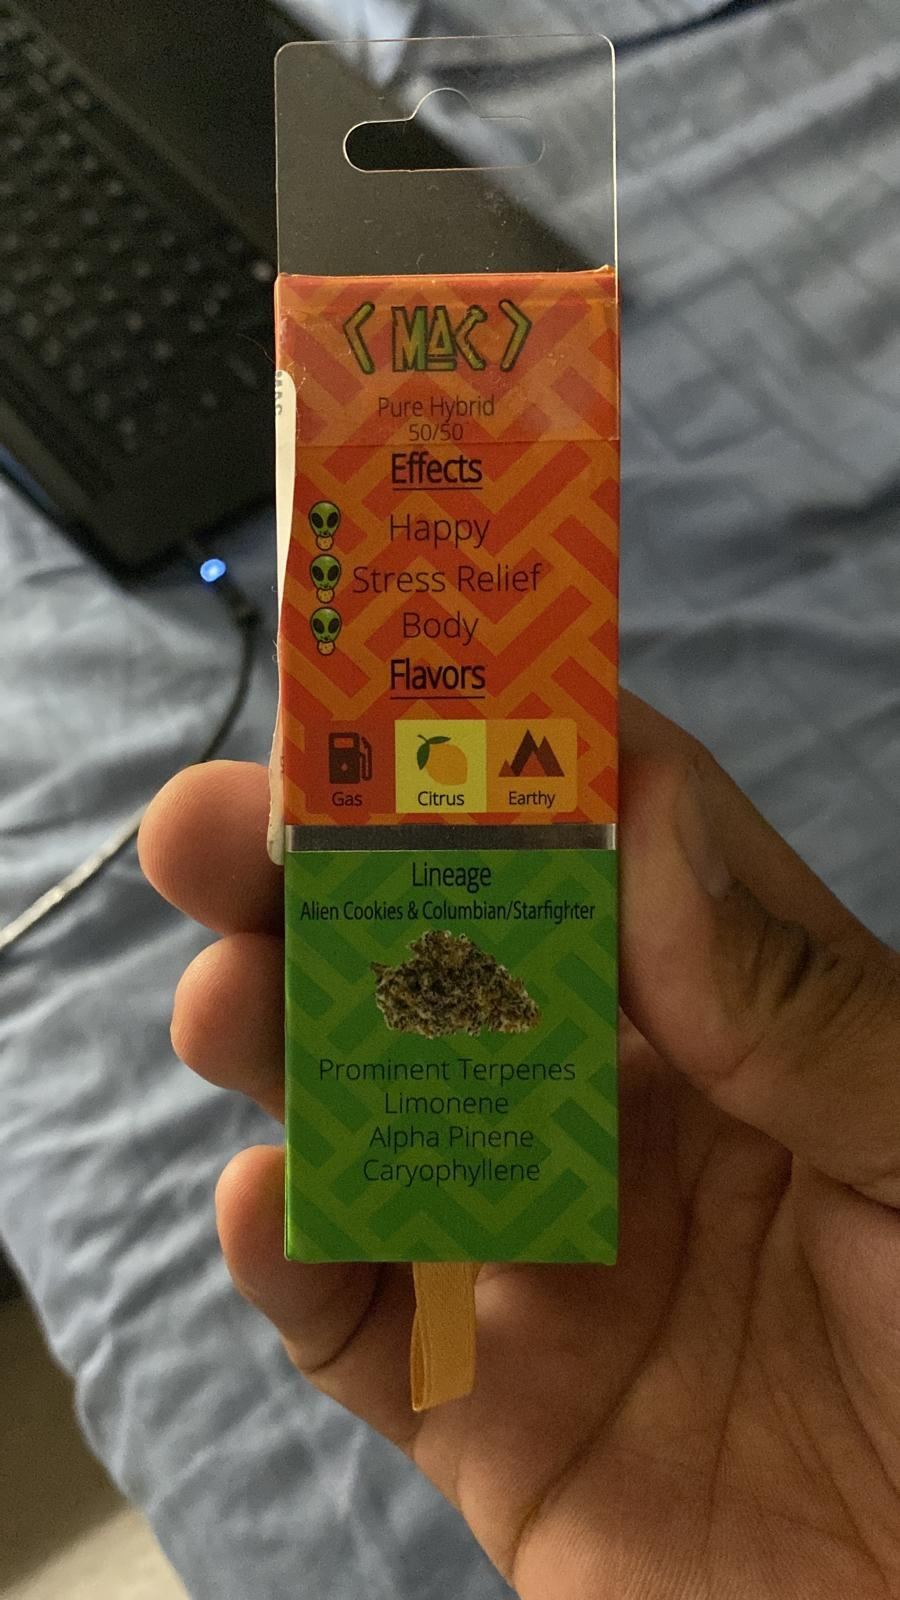 < MAC >
Pure Hybrid
50/50
Effects
Happy
Stress Relief
Body
Flavors
Gas Citrus Earthy
Lineage
Alien Cookies & Columbian/Starfighter
Prominent Terpenes
Limonene
Alpha Pinene
Caryophyllene